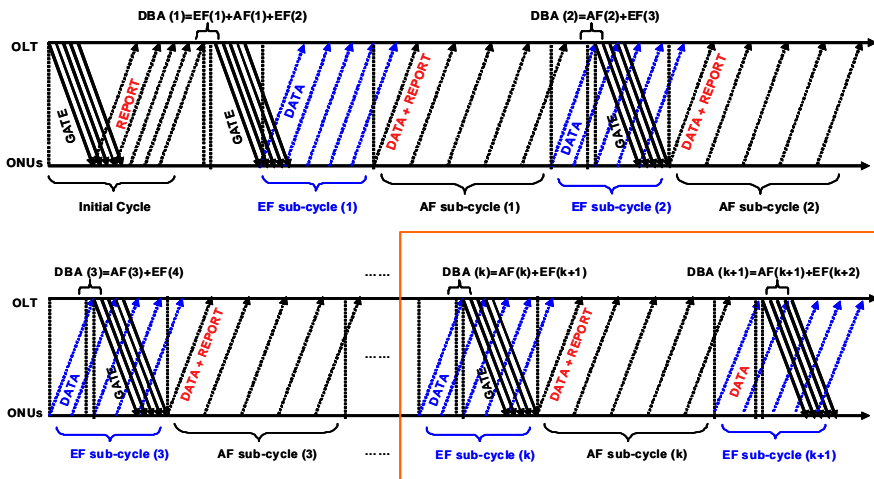 DBA (1)=EF(1)+AF(1)+EF(2)
DBA (2)=AF(2)+EF(3)
OLT
GATE
REPORT
GATE
DATA
DATA + REPORT
DATA
GATE
DATA + REPORT
ONUs
Initial Cycle
EF sub-cycle (1)
AF sub-cycle (1)
EF sub-cycle (2)
AF sub-cycle (2)
DBA (3)=AF(3)+EF(4)
......
DBA (k)=AF(k)+EF(k+1)
DBA (k+1)=AF(k+1)+EF(k+2)
OLT
DATA
GATE
DATA + REPORT
......
GATE
DATA + REPORT
DATA
ONUs
EF sub-cycle (3)
AF sub-cycle (3)
......
EF sub-cycle (k)
AF sub-cycle (k)
EF sub-cycle (k+1)